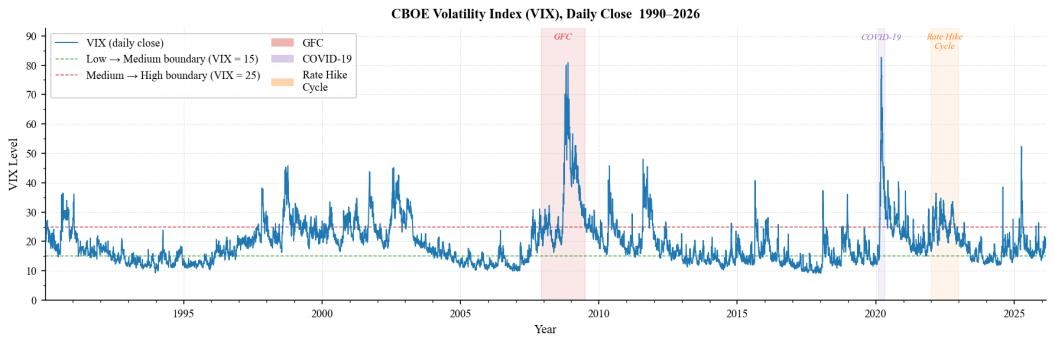 CBOE Volatility Index (VIX), Daily Close  1990–2026
VIX (daily close)
Low → Medium boundary (VIX = 15)
Medium → High boundary (VIX = 25)
GFC
COVID-19
Rate Hike
Cycle
GFC
COVID-19
Rate Hike
Cycle
VIX Level
90
80
70
60
50
40
30
20
10
0
1995
2000
2005
2010
2015
2020
2025
Year